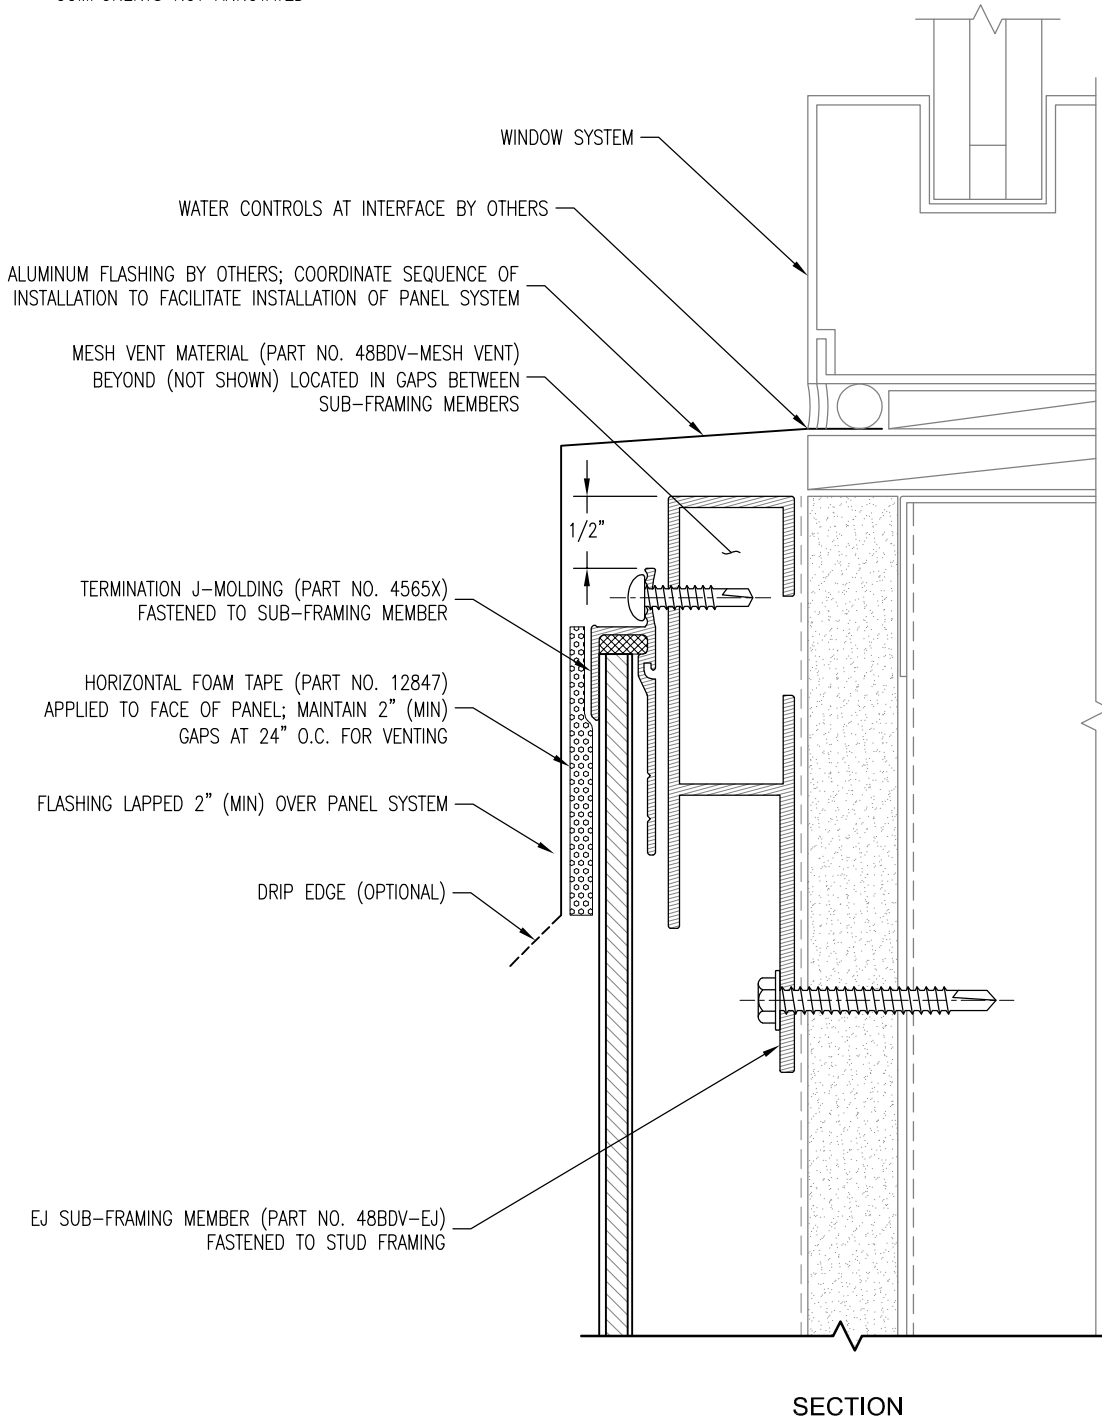 WINDOW SYSTEM
WATER CONTROLS AT INTERFACE BY OTHERS
ALUMINUM FLASHING BY OTHERS; COORDINATE SEQUENCE OF
INSTALLATION TO FACILITATE INSTALLATION OF PANEL SYSTEM
MESH VENT MATERIAL (PART NO. 48BDV-MESH VENT)
BEYOND (NOT SHOWN) LOCATED IN GAPS BETWEEN
SUB-FRAMING MEMBERS
1/2"
TERMINATION J-MOLDING (PART NO. 4565X)
FASTENED TO SUB-FRAMING MEMBER
HORIZONTAL FOAM TAPE (PART NO. 12847)
APPLIED TO FACE OF PANEL; MAINTAIN 2" (MIN)
GAPS AT 24" O.C. FOR VENTING
FLASHING LAPPED 2" (MIN) OVER PANEL SYSTEM
DRIP EDGE (OPTIONAL)
EJ SUB-FRAMING MEMBER (PART NO. 48BDV-EJ)
FASTENED TO STUD FRAMING
SECTION